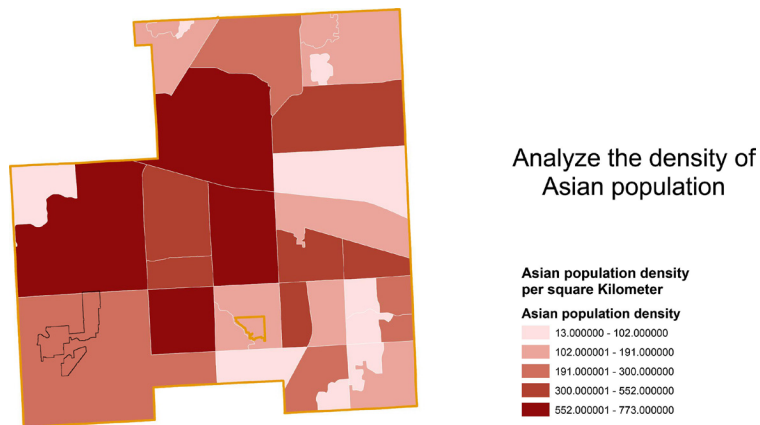 Analyze the density of
Asian population
Asian population density
per square Kilometer
Asian population density
13.000000 - 102.000000
102.000001 - 191.000000
191.000001 - 300.000000
300.000001 - 552.000000
552.000001 - 773.000000